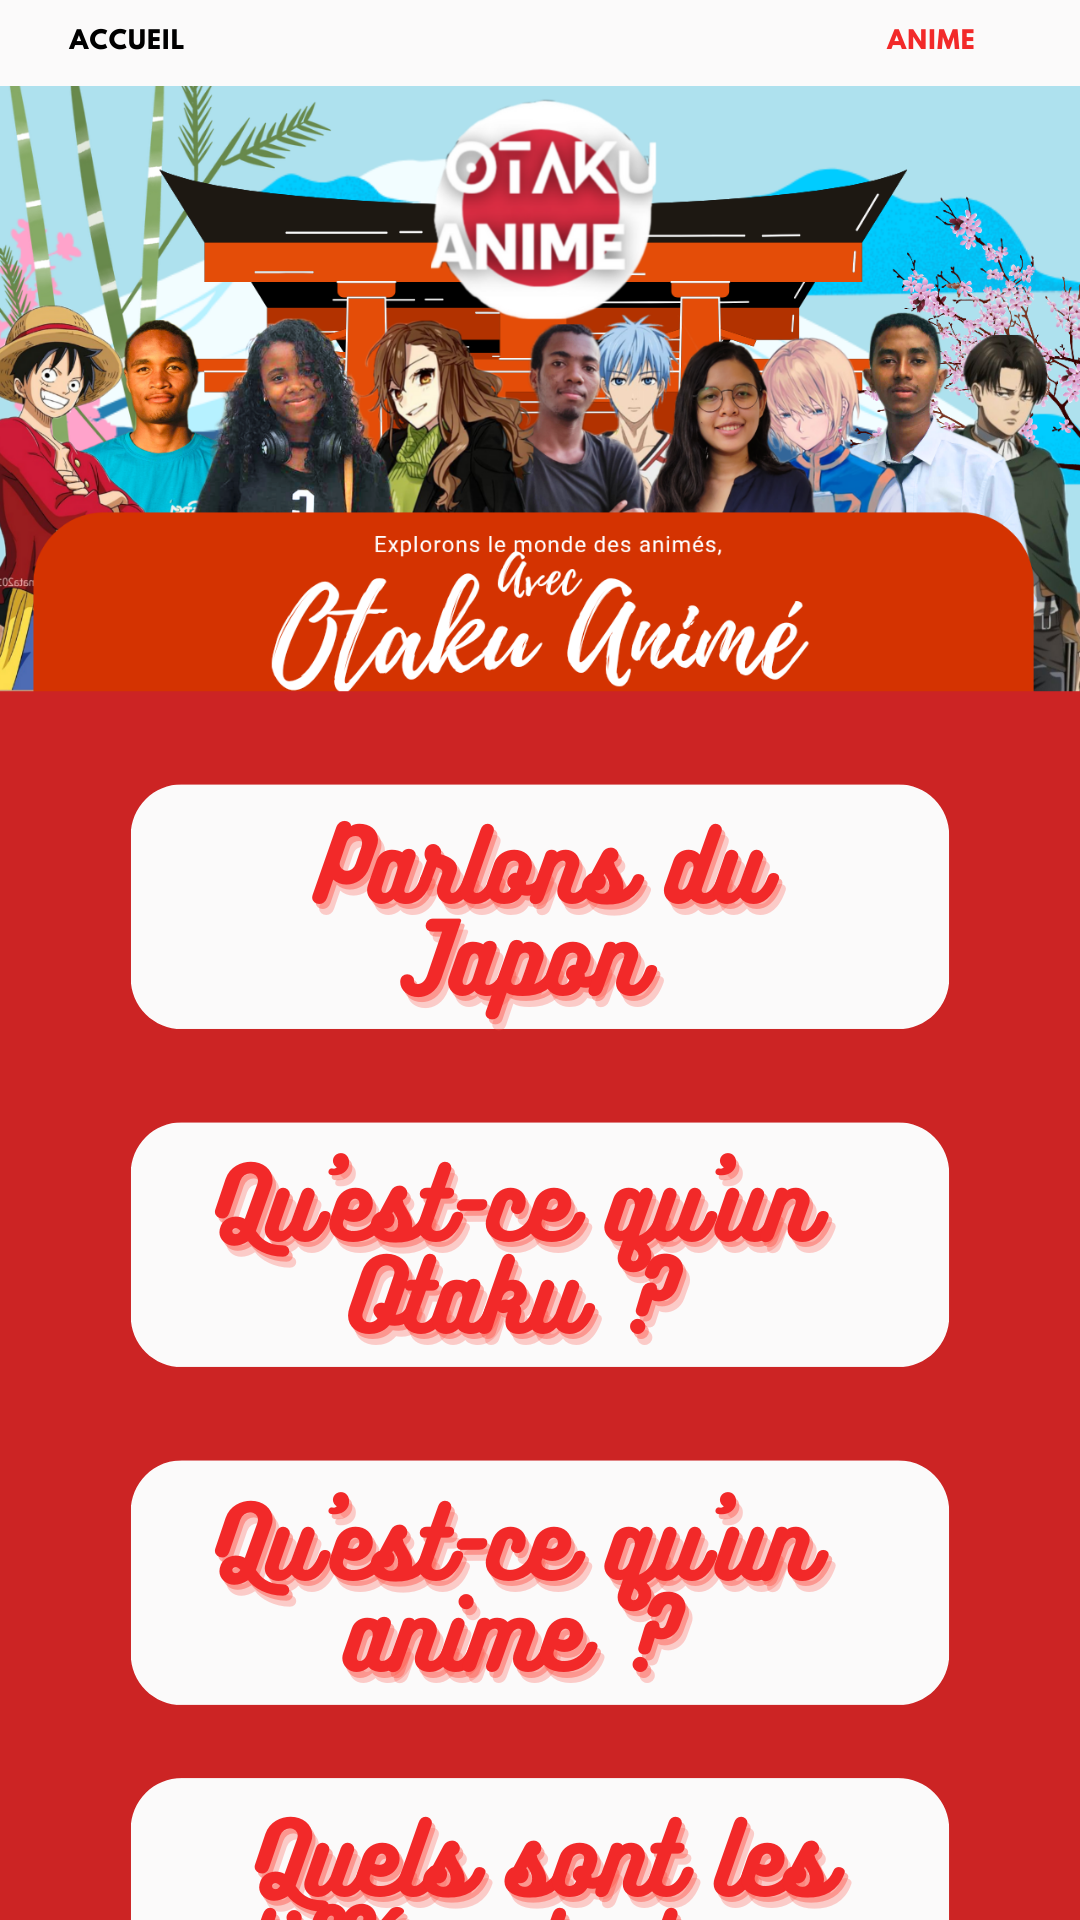 ACCUEIL
ANIME
OTAKU
ANIME
Explorons le monde des animés,
Avec
Otaku Animé
Parlons du
Japon
Qu'est-ce qu'un
Otaku ?
Qu'est-ce qu'un
anime ?
Quels sont les